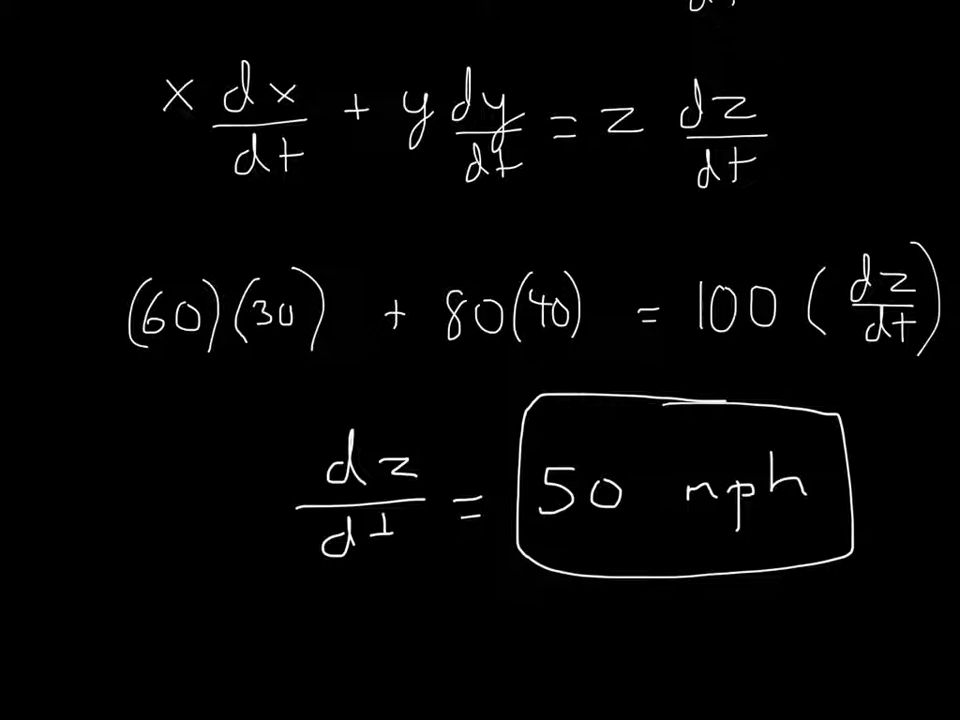 x dx/dt + y dy/dt = z dz/dt
(60)(30) + 80(40) = 100 (dz/dt)
dz/dt = 50 mph